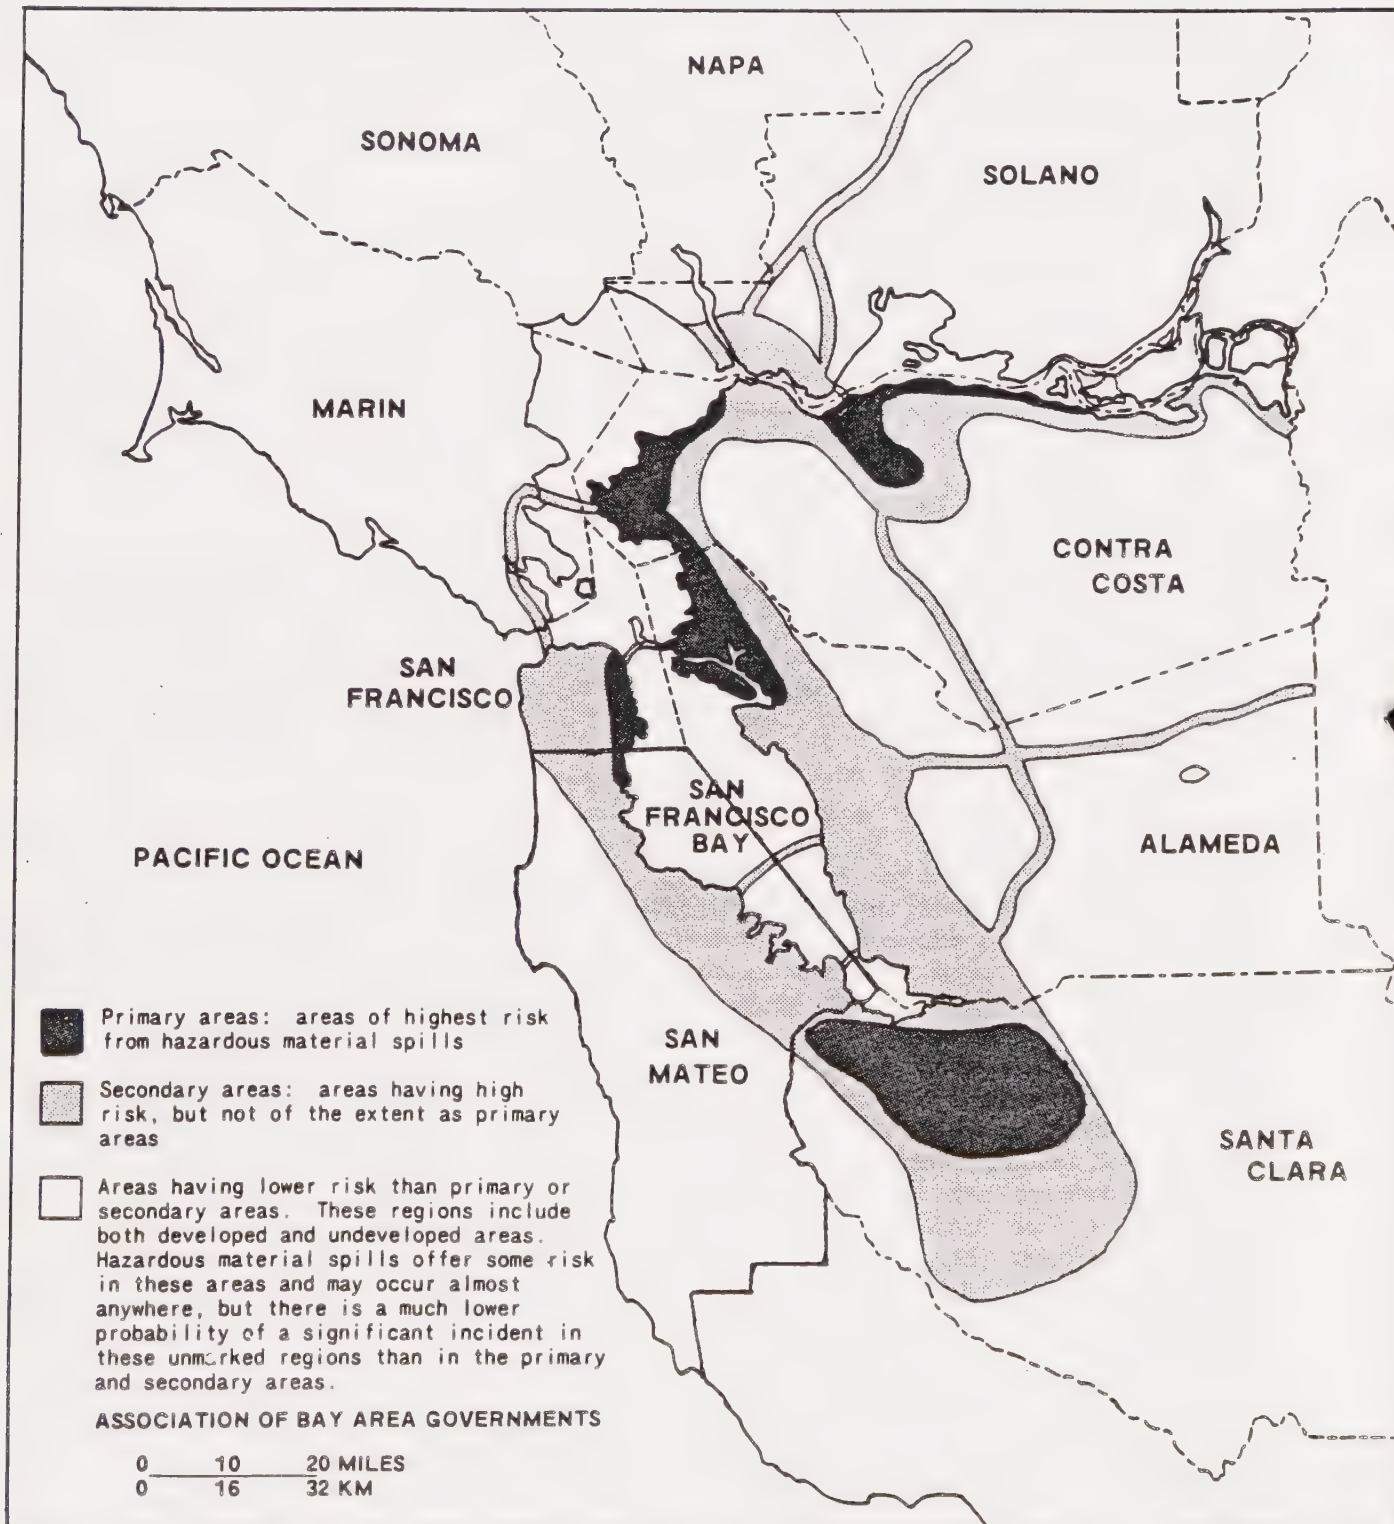 NAPA
SONOMA
SOLANO
MARIN
CONTRA
COSTA
SAN
FRANCISCO
SAN
FRANCISCO
BAY
PACIFIC OCEAN
ALAMEDA
SAN
MATEO
SANTA
CLARA
Primary areas: areas of highest risk
from hazardous material spills
Secondary areas: areas having high
risk, but not of the extent as primary
areas
Areas having lower risk than primary or
secondary areas. These regions include
both developed and undeveloped areas.
Hazardous material spills offer some risk
in these areas and may occur almost
anywhere, but there is a much lower
probability of a significant incident in
these unmarked regions than in the primary
and secondary areas.
ASSOCIATION OF BAY AREA GOVERNMENTS
0 10 20 MILES
0 16 32 KM